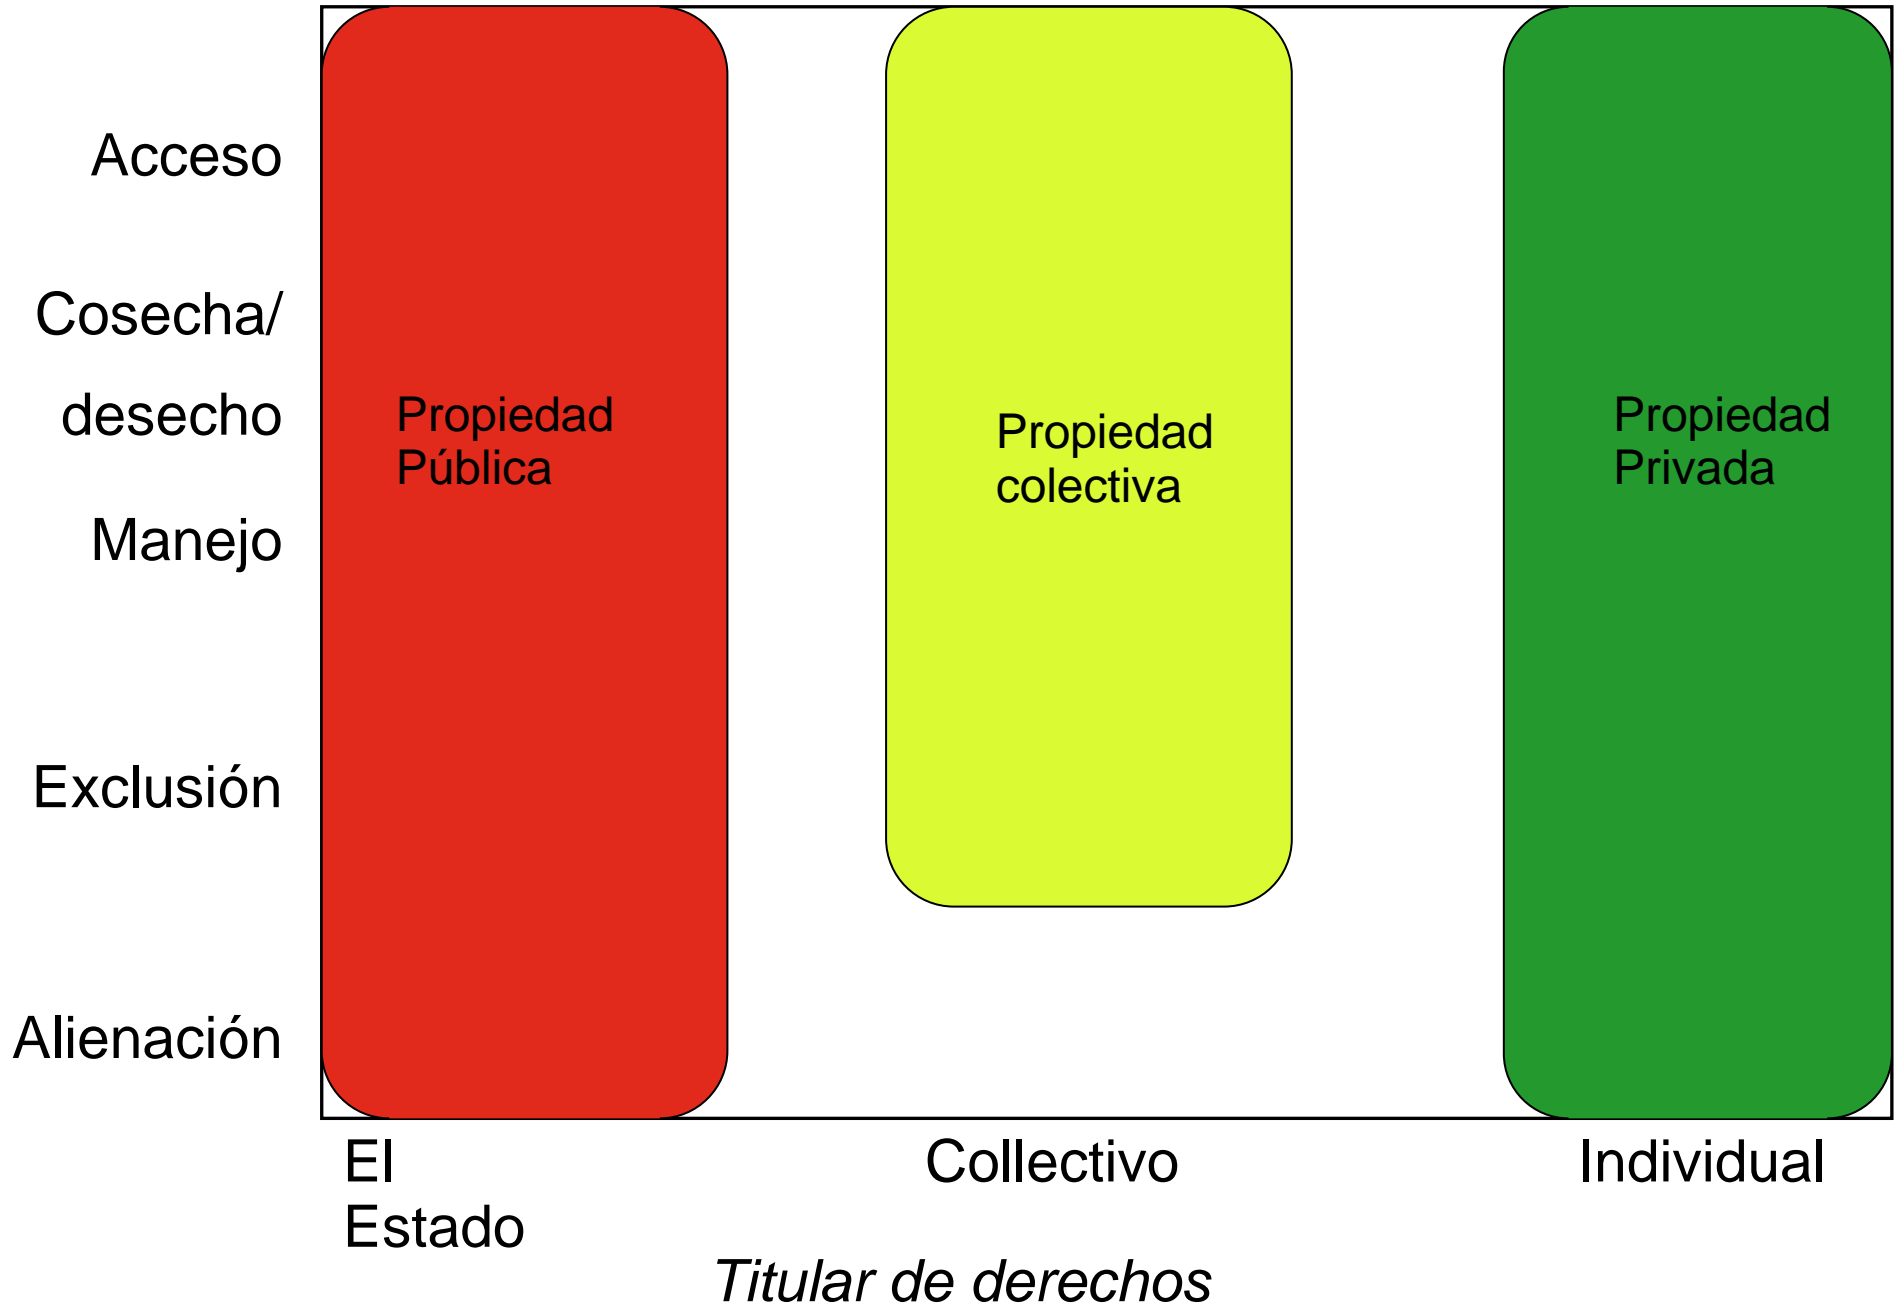 Acceso
Cosecha/
desecho
Manejo
Exclusión
Alienación
Propiedad
Pública
Propiedad
colectiva
Propiedad
Privada
El
Estado
Collectivo
Individual
Titular de derechos